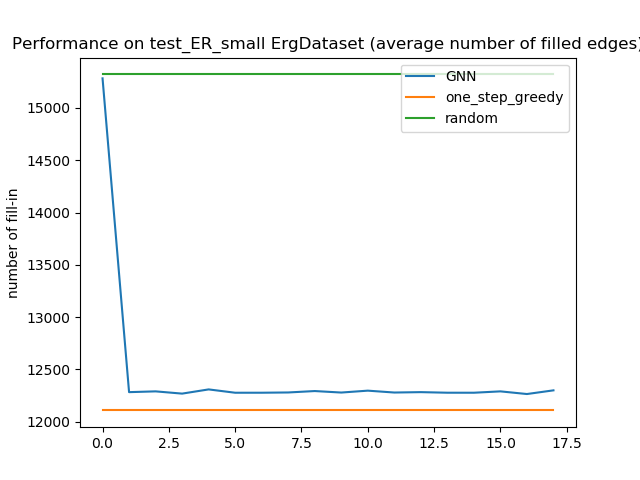 Performance on test_ER_small ErgDataset (average number of filled edges)
GNN
one_step_greedy
random
number of fill-in
15000
14500
14000
13500
13000
12500
12000
0.0 2.5 5.0 7.5 10.0 12.5 15.0 17.5